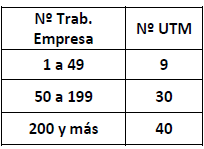 Nº Trab. Empresa Nº UTM
1 a 49 9
50 a 199 30
200 y más 40